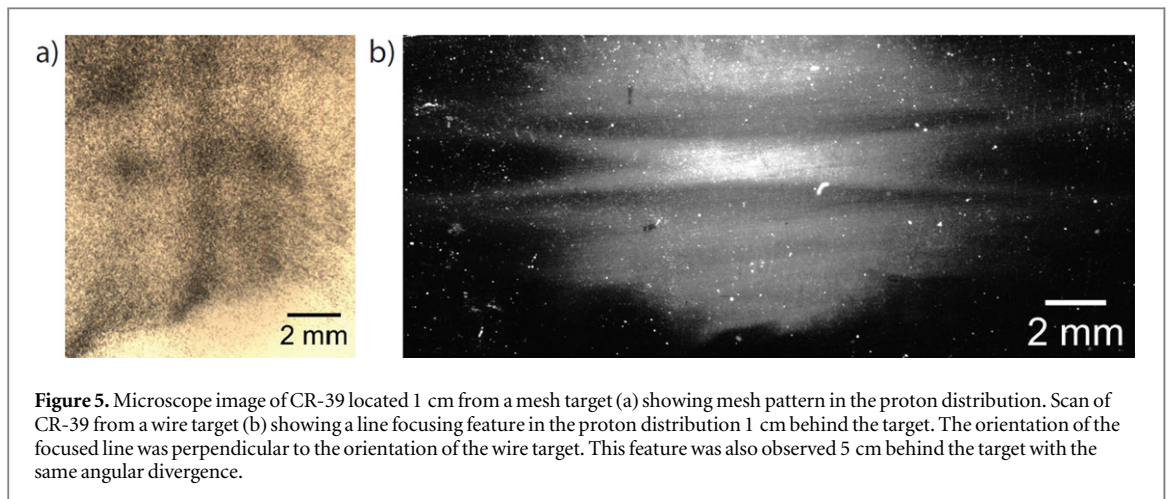 a)
b)
2 mm
2 mm
Figure 5. Microscope image of CR-39 located 1 cm from a mesh target (a) showing mesh pattern in the proton distribution. Scan of
CR-39 from a wire target (b) showing a line focusing feature in the proton distribution 1 cm behind the target. The orientation of the
focused line was perpendicular to the orientation of the wire target. This feature was also observed 5 cm behind the target with the
same angular divergence.